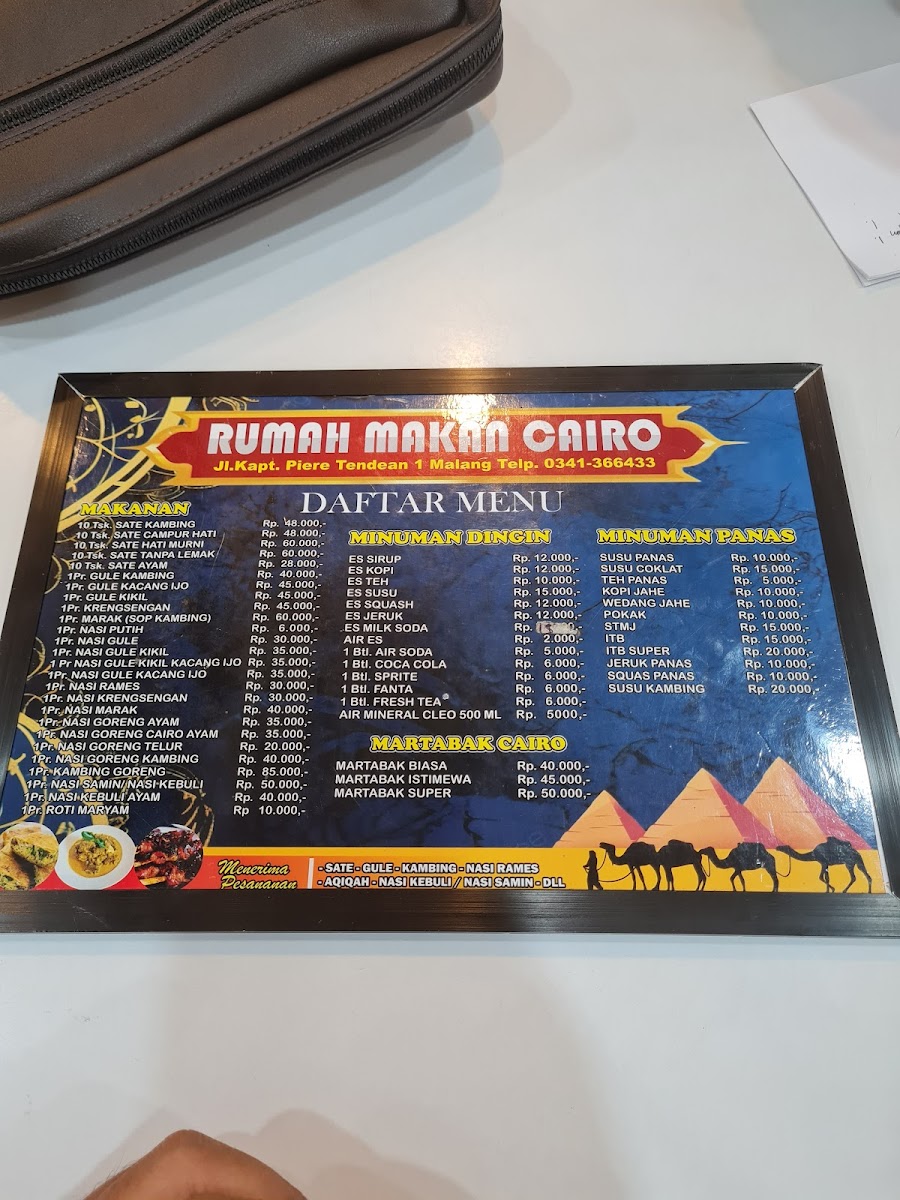 RUMAH MAKAN CAIRO
Jl.Kapt. Piere Tendean 1 Malang Telp. 0341-366433
DAFTAR MENU
MAKANAN
10 Tsk. SATE KAMBING Rp. 48.000,-
10 Tsk. SATE CAMPUR HATI Rp. 48.000,-
10 Tsk. SATE HATI MURNI Rp. 60.000,-
10 Tsk. SATE TANPA LEMAK Rp. 60.000,-
10 Tsk. SATE AYAM Rp. 28.000,-
1Pr. GULE KAMBING Rp. 40.000,-
1Pr. GULE KACANG IJO Rp. 45.000,-
1Pr. GULE KIKIL Rp. 45.000,-
1Pr. KRENGSENGAN Rp. 45.000,-
1Pr. MARAK (SOP KAMBING) Rp. 60.000,-
1Pr. NASI PUTIH Rp. 6.000,-
1Pr. NASI GULE Rp. 30.000,-
1Pr. NASI GULE KIKIL Rp. 35.000,-
1 Pr NASI GULE KIKIL KACANG IJO Rp. 35.000,-
1Pr. NASI GULE KACANG IJO Rp. 35.000,-
1Pr. NASI RAMES Rp. 30.000,-
1Pr. NASI KRENGSENGAN Rp. 30.000,-
1Pr. NASI MARAK Rp. 40.000,-
1Pr. NASI GORENG AYAM Rp. 35.000,-
1Pr. NASI GORENG CAIRO AYAM Rp. 35.000,-
1Pr. NASI GORENG TELUR Rp. 20.000,-
1Pr. NASI GORENG KAMBING Rp. 40.000,-
1Pr. KAMBING GORENG Rp. 85.000,-
1Pr. NASI SAMIN/ NASI KEBULI Rp. 50.000,-
1Pr. NASI KEBULI AYAM Rp. 40.000,-
1Pr. ROTI MARYAM Rp 10.000,-
MINUMAN DINGIN
ES SIRUP Rp. 12.000,-
ES KOPI Rp. 12.000,-
ES TEH Rp. 10.000,-
ES SUSU Rp. 15.000,-
ES SQUASH Rp. 12.000,-
ES JERUK Rp. 12.000,-
ES MILK SODA Rp.
AIR ES Rp. 2.000,-
1 Btl. AIR SODA Rp. 5.000,-
1 Btl. COCA COLA Rp. 6.000,-
1 Btl. SPRITE Rp. 6.000,-
1 Btl. FANTA Rp. 6.000,-
1 Btl. FRESH TEA Rp. 6.000,-
AIR MINERAL CLEO 500 ML Rp. 5000,-
MARTABAK CAIRO
MARTABAK BIASA Rp. 40.000,-
MARTABAK ISTIMEWA Rp. 45.000,-
MARTABAK SUPER Rp. 50.000,-
MINUMAN PANAS
SUSU PANAS Rp. 10.000,-
SUSU COKLAT Rp. 15.000,-
TEH PANAS Rp. 5.000,-
KOPI JAHE Rp. 10.000,-
WEDANG JAHE Rp. 10.000,-
POKAK Rp. 10.000,-
STMJ Rp. 15.000,-
ITB Rp. 15.000,-
ITB SUPER Rp. 20.000,-
JERUK PANAS Rp. 10.000,-
SQUAS PANAS Rp. 10.000,-
SUSU KAMBING Rp. 20.000,-
Menerima
Pesananan
- SATE - GULE - KAMBING - NASI RAMES
- AQIQAH - NASI KEBULI / NASI SAMIN - DLL